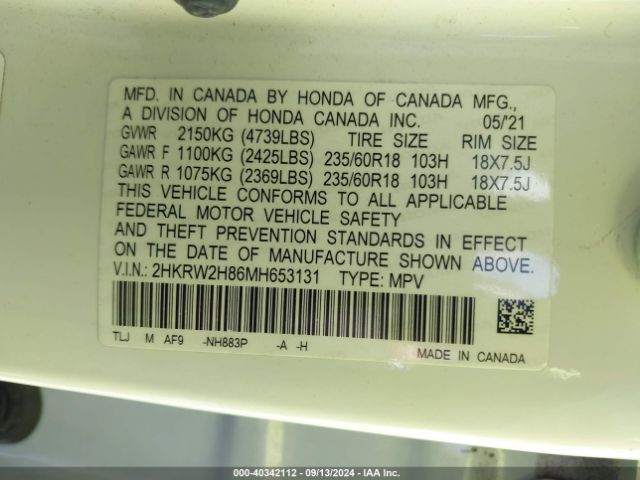 MFD. IN CANADA BY HONDA OF CANADA MFG.,
A DIVISION OF HONDA CANADA INC. 05/'21
GVWR 2150KG (4739LBS) TIRE SIZE RIM SIZE
GAWR F 1100KG (2425LBS) 235/60R18 103H 18X7.5J
GAWR R 1075KG (2369LBS) 235/60R18 103H 18X7.5J
THIS VEHICLE CONFORMS TO ALL APPLICABLE
FEDERAL MOTOR VEHICLE SAFETY
AND THEFT PREVENTION STANDARDS IN EFFECT
ON THE DATE OF MANUFACTURE SHOWN ABOVE.
V.I.N.: 2HKRW2H86MH653131 TYPE: MPV
TLJ M AF9 -NH883P -A -H
MADE IN CANADA
000-40342112 - 09/13/2024 - IAA Inc.